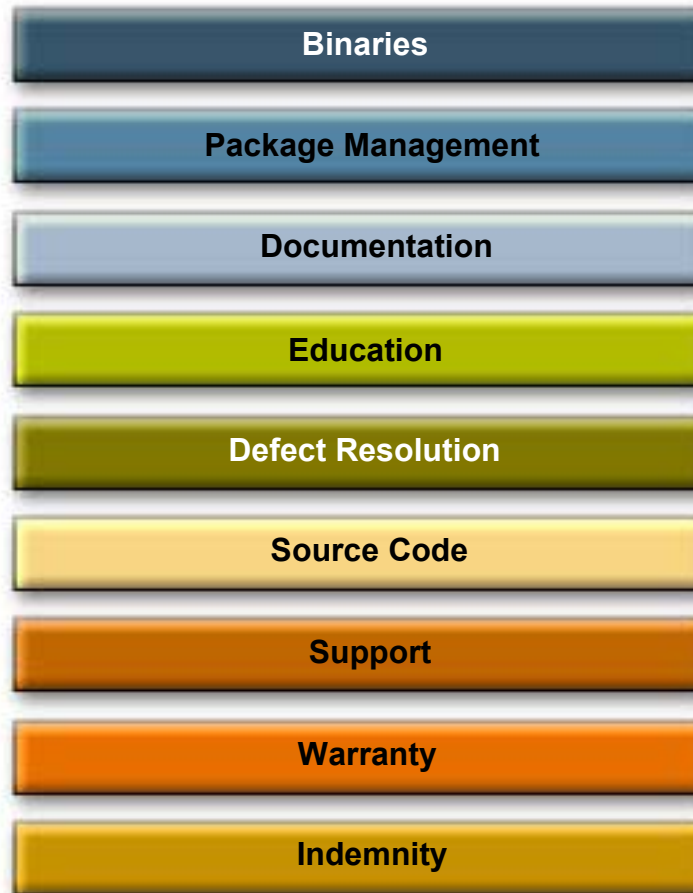 Binaries
Package Management
Documentation
Education
Defect Resolution
Source Code
Support
Warranty
Indemnity